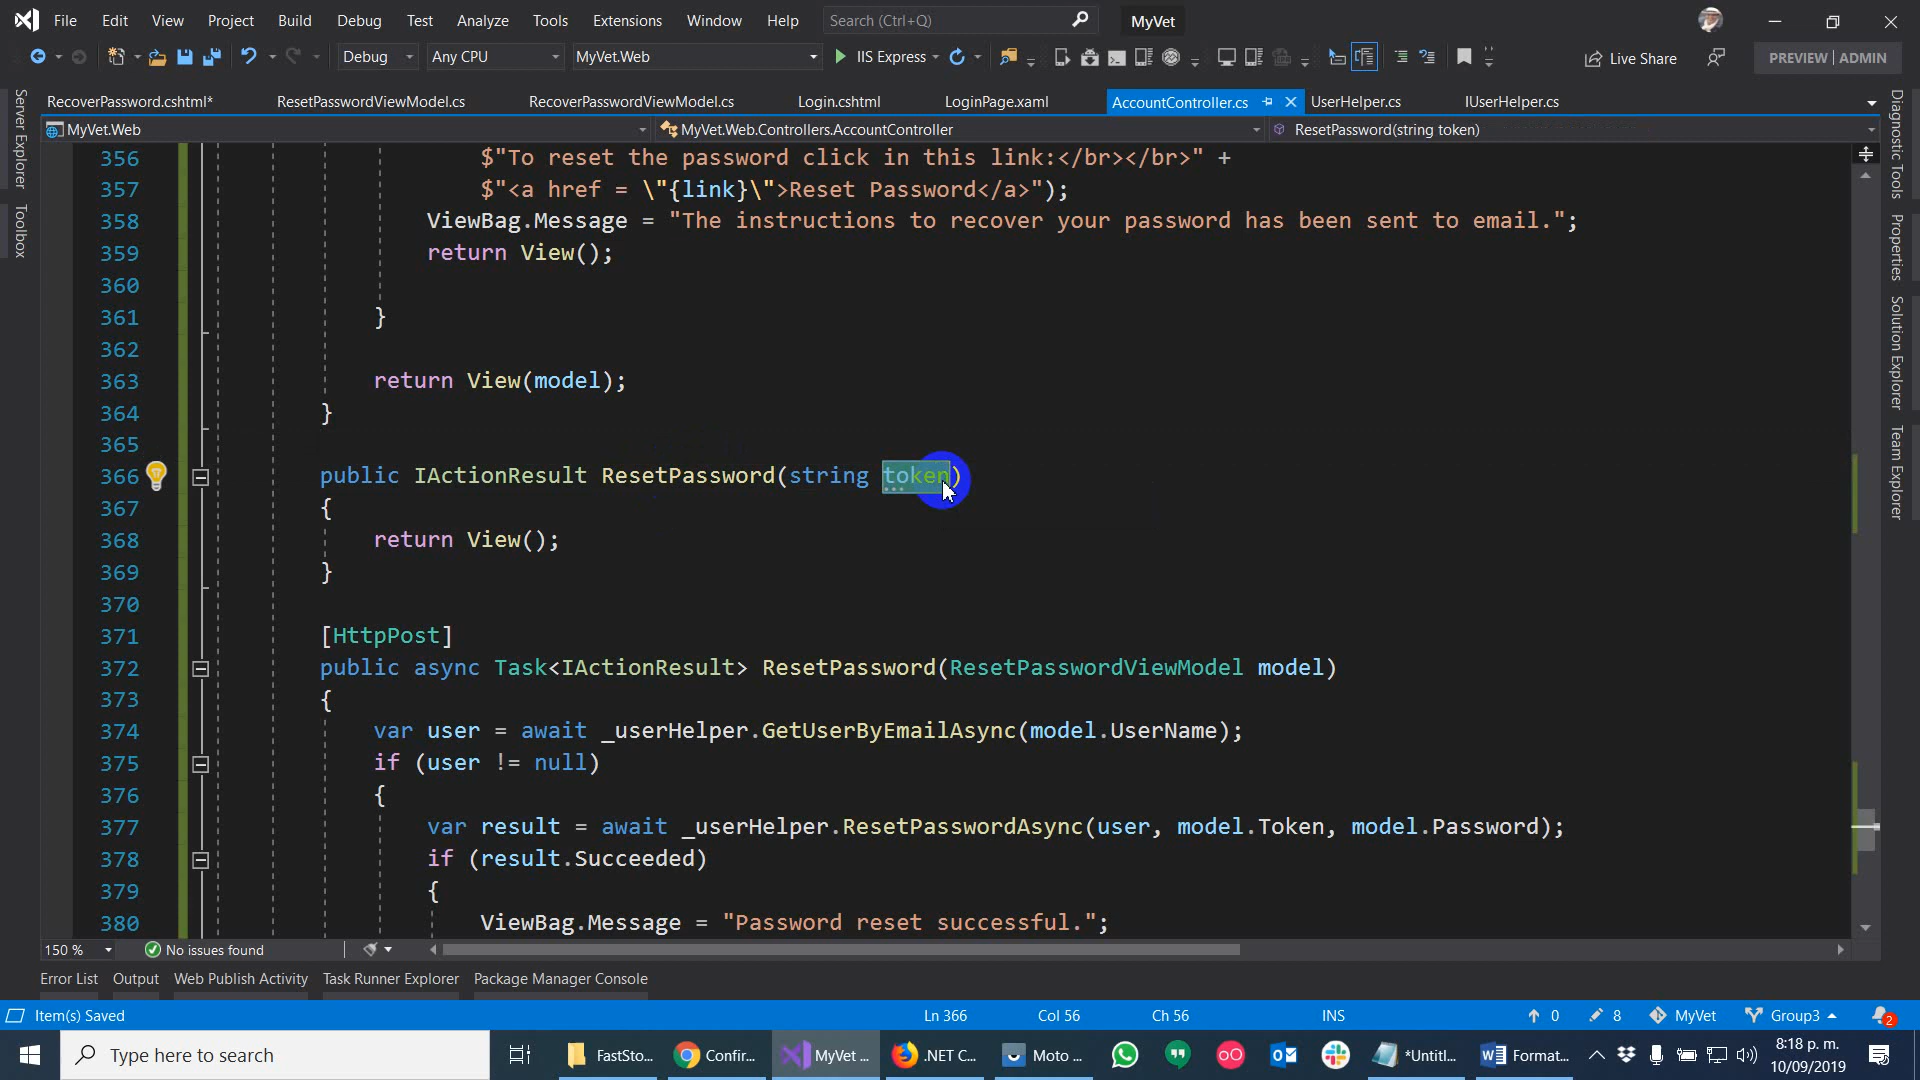 File Edit View Project Build Debug Test Analyze Tools Extensions Window Help Search (Ctrl+Q) MyVet
Debug Any CPU MyVet.Web IIS Express Live Share PREVIEW | ADMIN
RecoverPassword.cshtml* ResetPasswordViewModel.cs RecoverPasswordViewModel.cs Login.cshtml LoginPage.xaml AccountController.cs UserHelper.cs IUserHelper.cs
MyVet.Web MyVet.Web.Controllers.AccountController ResetPassword(string token)
Server Explorer
Toolbox
Diagnostic Tools
Properties
Solution Explorer
Team Explorer
356 $"To reset the password click in this link:</br></br>" +
357 $"<a href = \"{link}\">Reset Password</a>");
358 ViewBag.Message = "The instructions to recover your password has been sent to email.";
359 return View();
360
361 }
362
363 return View(model);
364 }
365
366 public IActionResult ResetPassword(string token)
367 {
368 return View();
369 }
370
371 [HttpPost]
372 public async Task<IActionResult> ResetPassword(ResetPasswordViewModel model)
373 {
374 var user = await _userHelper.GetUserByEmailAsync(model.UserName);
375 if (user != null)
376 {
377 var result = await _userHelper.ResetPasswordAsync(user, model.Token, model.Password);
378 if (result.Succeeded)
379 {
380 ViewBag.Message = "Password reset successful.";
150 % No issues found
Error List Output Web Publish Activity Task Runner Explorer Package Manager Console
Item(s) Saved Ln 366 Col 56 Ch 56 INS 0 8 MyVet Group3 2
Type here to search FastSto... Confir... MyVet ... .NET C... Moto ... *Untitl... Format... 8:18 p. m.
10/09/2019